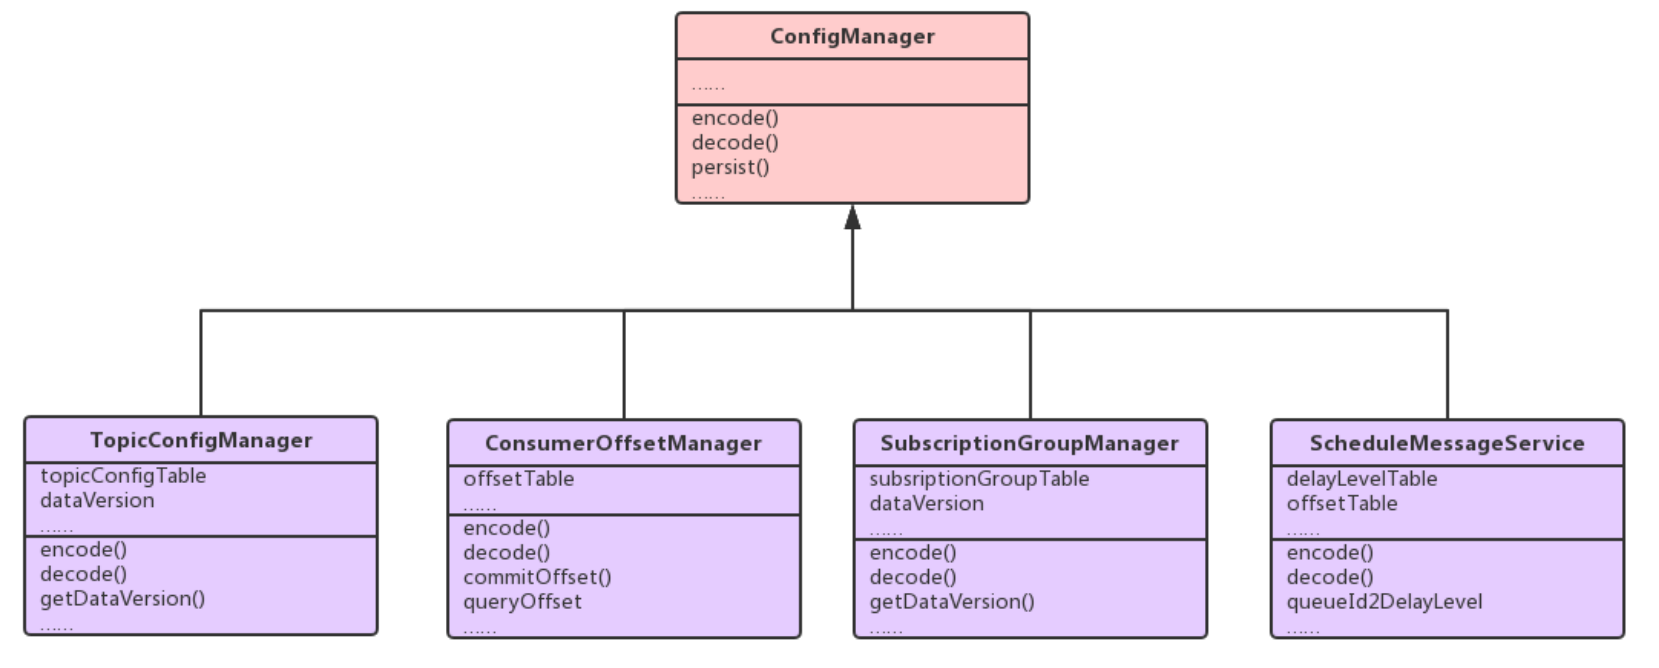 ConfigManager
……
encode()
decode()
persist()
……
TopicConfigManager
topicConfigTable
dataVersion
……
encode()
decode()
getDataVersion()
……
ConsumerOffsetManager
offsetTable
……
encode()
decode()
commitOffset()
queryOffset
……
SubscriptionGroupManager
subsriptionGroupTable
dataVersion
……
encode()
decode()
getDataVersion()
……
ScheduleMessageService
delayLevelTable
offsetTable
……
encode()
decode()
queueId2DelayLevel
……